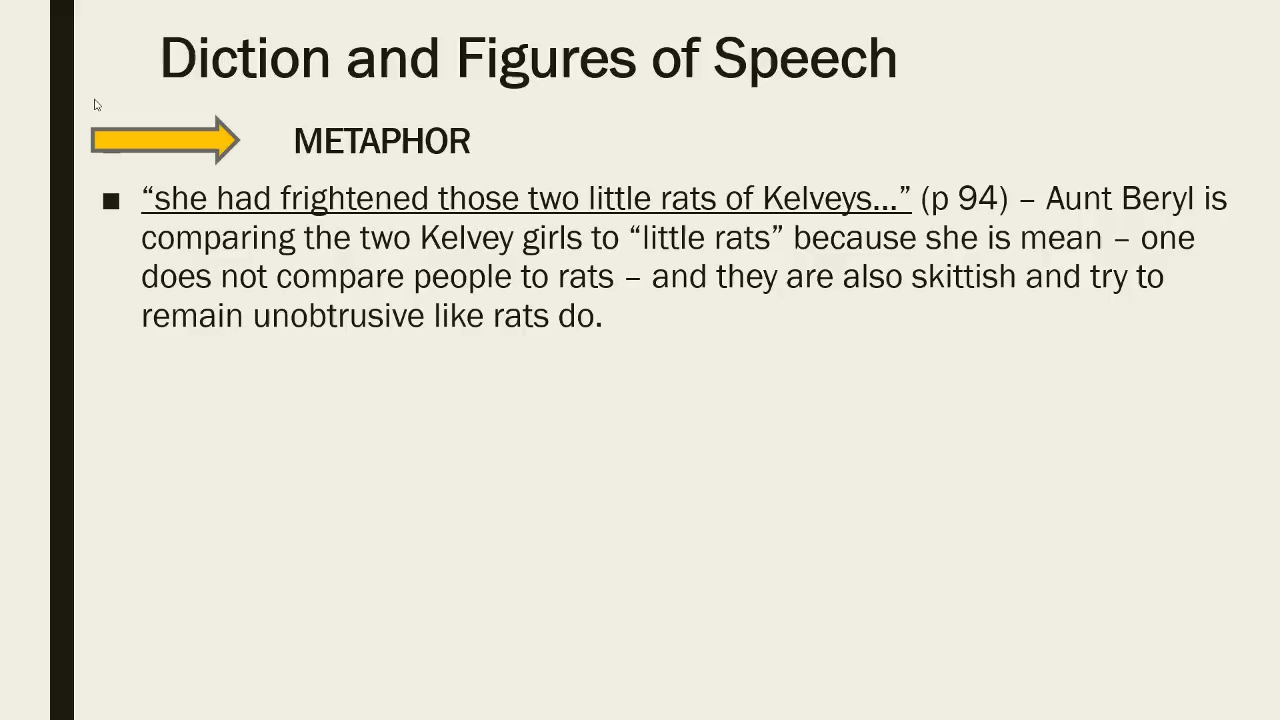 Diction and Figures of Speech
METAPHOR
■ “she had frightened those two little rats of Kelveys…” (p 94) – Aunt Beryl is
comparing the two Kelvey girls to “little rats” because she is mean – one
does not compare people to rats – and they are also skittish and try to
remain unobtrusive like rats do.